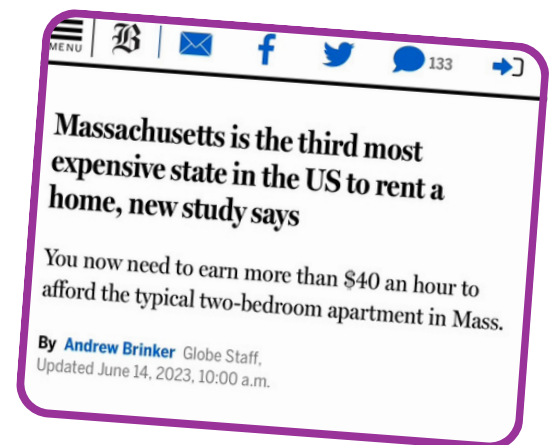 MENU B 133
Massachusetts is the third most
expensive state in the US to rent a
home, new study says
You now need to earn more than $40 an hour to
afford the typical two-bedroom apartment in Mass.
By Andrew Brinker Globe Staff,
Updated June 14, 2023, 10:00 a.m.